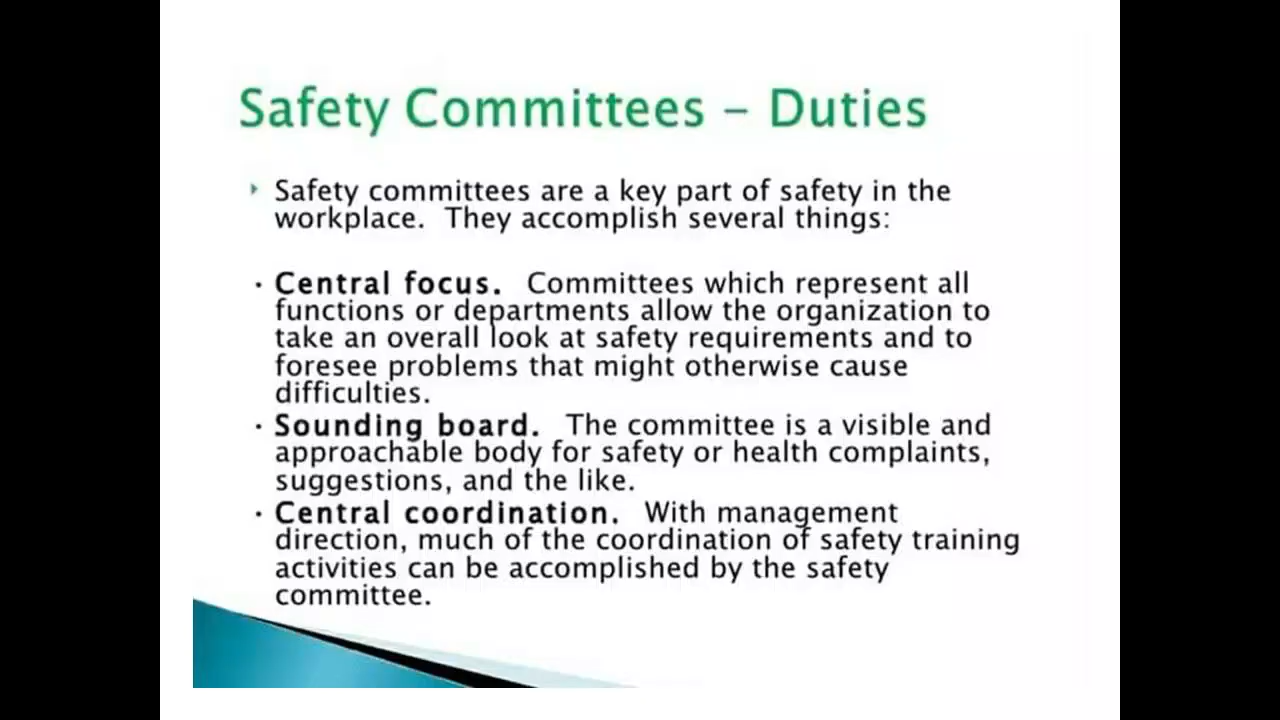 Safety Committees – Duties
Safety committees are a key part of safety in the
workplace. They accomplish several things:
• Central focus. Committees which represent all
functions or departments allow the organization to
take an overall look at safety requirements and to
foresee problems that might otherwise cause
difficulties.
• Sounding board. The committee is a visible and
approachable body for safety or health complaints,
suggestions, and the like.
• Central coordination. With management
direction, much of the coordination of safety training
activities can be accomplished by the safety
committee.